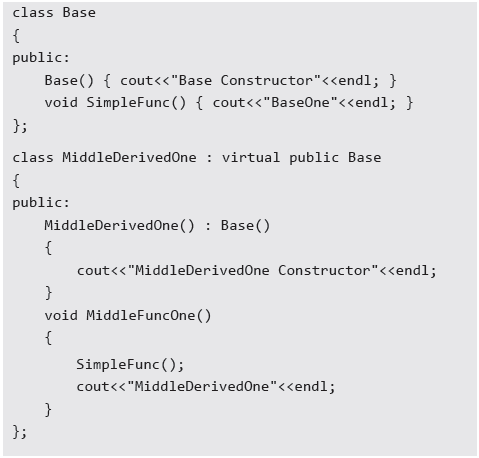 class Base
{
public:
    Base() { cout<<"Base Constructor"<<endl; }
    void SimpleFunc() { cout<<"BaseOne"<<endl; }
};
class MiddleDerivedOne : virtual public Base
{
public:
    MiddleDerivedOne() : Base()
    {
        cout<<"MiddleDerivedOne Constructor"<<endl;
    }
    void MiddleFuncOne()
    {
        SimpleFunc();
        cout<<"MiddleDerivedOne"<<endl;
    }
};